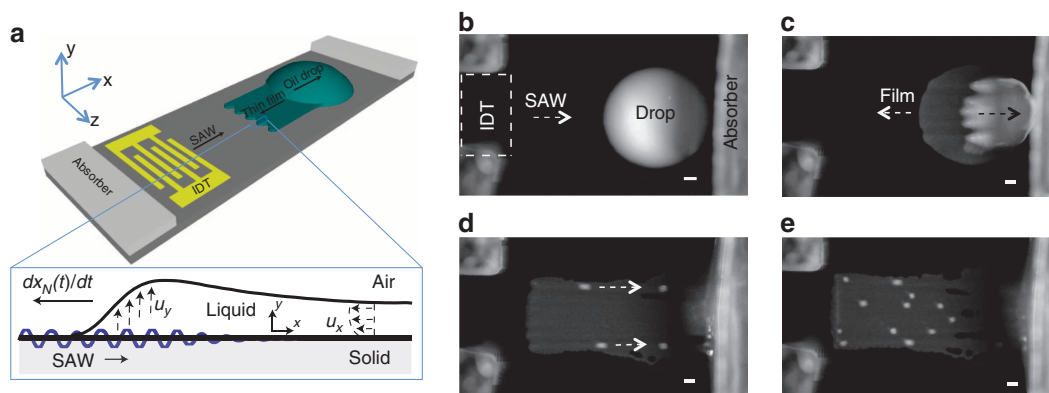 a
y
x
z
Oil drop
Thin film
SAW
IDT
Absorber
dx_N(t)/dt
Air
u_y
Liquid
y
x
u_x
SAW
Solid
b
IDT
SAW
Drop
Absorber
c
Film
d
e